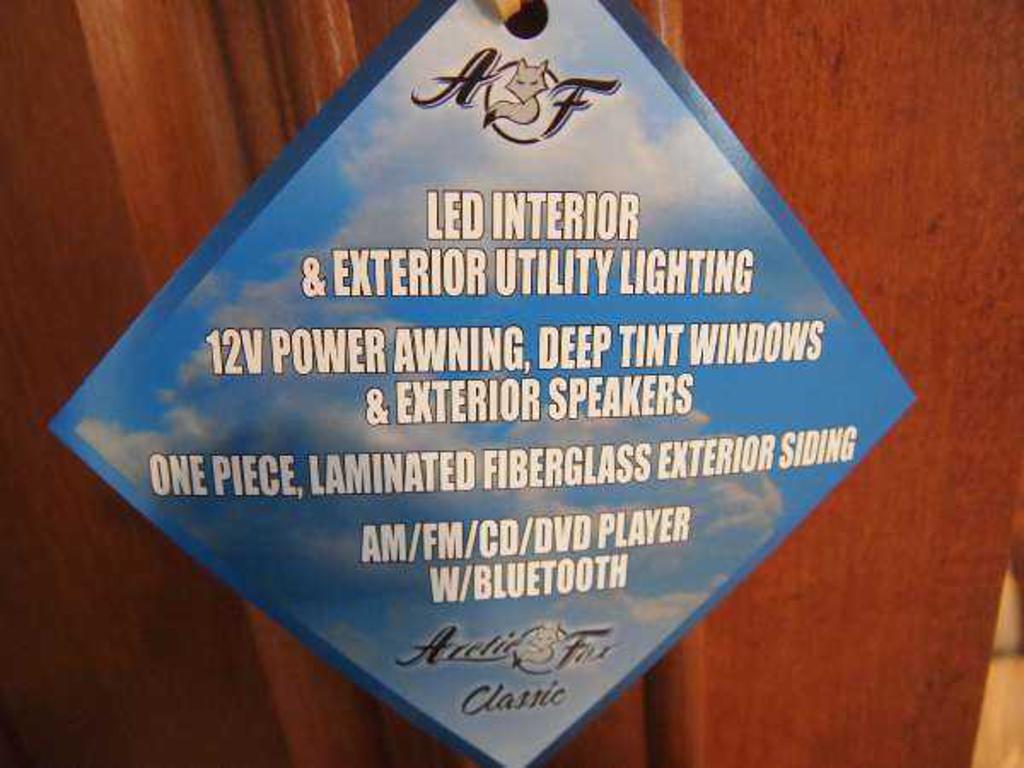 AF
LED INTERIOR
& EXTERIOR UTILITY LIGHTING
12V POWER AWNING, DEEP TINT WINDOWS
& EXTERIOR SPEAKERS
ONE PIECE, LAMINATED FIBERGLASS EXTERIOR SIDING
AM/FM/CD/DVD PLAYER
W/BLUETOOTH
Arctic Fox
Classic